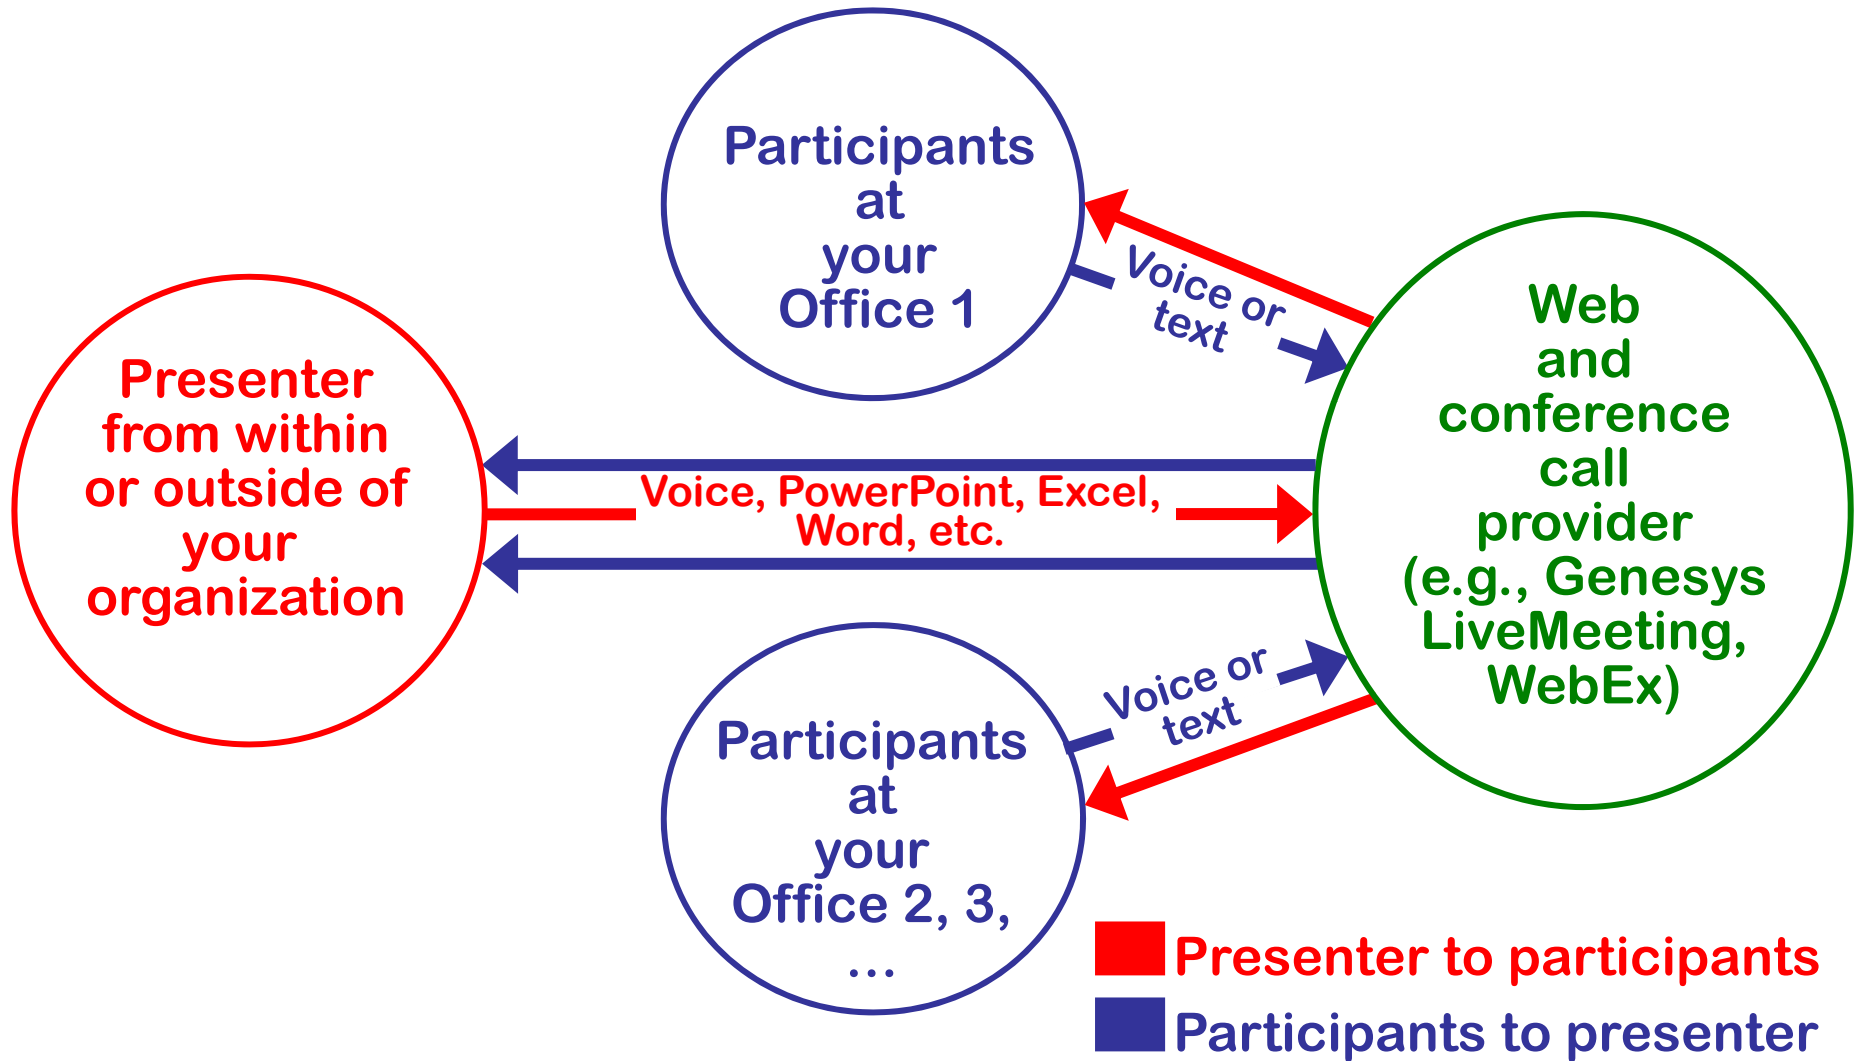 Participants
at
your
Office 1
Voice or
text
Presenter
from within
or outside of
your
organization
Voice, PowerPoint, Excel,
Word, etc.
Web
and
conference
call
provider
(e.g., Genesys
LiveMeeting,
WebEx)
Voice or
text
Participants
at
your
Office 2, 3,
...
Presenter to participants
Participants to presenter